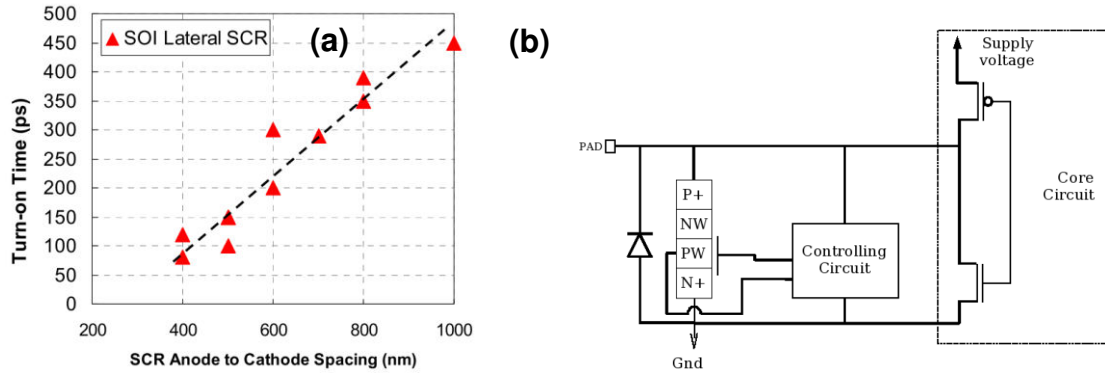 SOI Lateral SCR
(a)
Turn-on Time (ps)
500
450
400
350
300
250
200
150
100
50
0
200
400
600
800
1000
SCR Anode to Cathode Spacing (nm)
(b)
Supply
voltage
PAD
P+
NW
PW
N+
Controlling
Circuit
Core
Circuit
Gnd